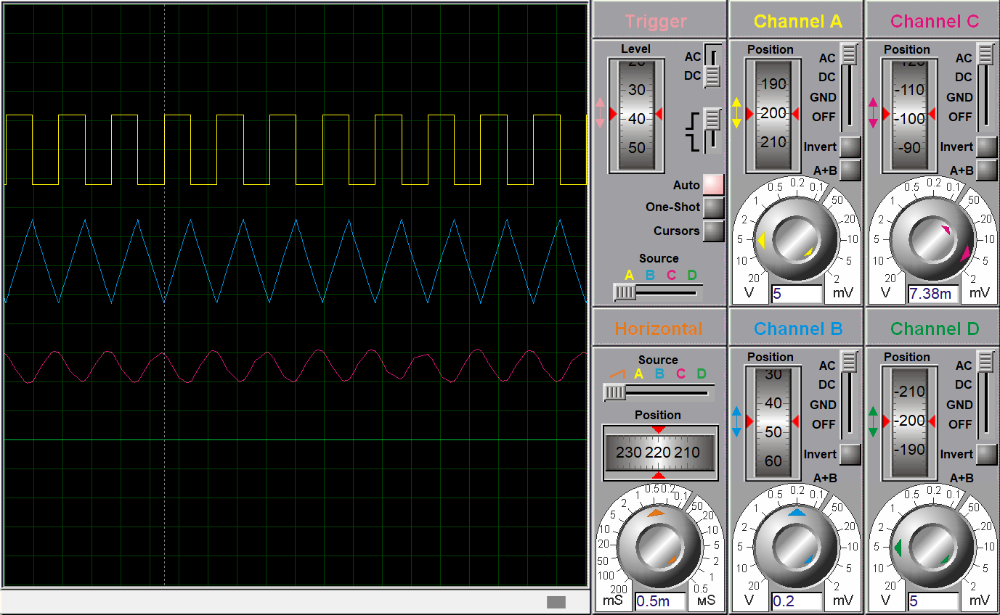 Trigger
Level
20
30
40
50
AC
DC
Auto
One-Shot
Cursors
Source
A B C D
Channel A
Position
190
200
210
AC
DC
GND
OFF
Invert
A+B
0.5 0.2 0.1
1 50
2 20
5 10
10 5
20 2
V 5 mV
Channel C
Position
-120
-110
-100
-90
AC
DC
GND
OFF
Invert
A+B
0.5 0.2 0.1
1 50
2 20
5 10
10 5
20 2
V 7.38m mV
Horizontal
Source
A B C D
Position
230 220 210
1 0.5 0.2 0.1
2 50
5 20
10 10
20 5
50 2
100 1
200 0.5
mS 0.5m мS
Channel B
Position
30
40
50
60
AC
DC
GND
OFF
Invert
A+B
0.5 0.2 0.1
1 50
2 20
5 10
10 5
20 2
V 0.2 mV
Channel D
Position
-210
-200
-190
AC
DC
GND
OFF
Invert
A+B
0.5 0.2 0.1
1 50
2 20
5 10
10 5
20 2
V 5 mV